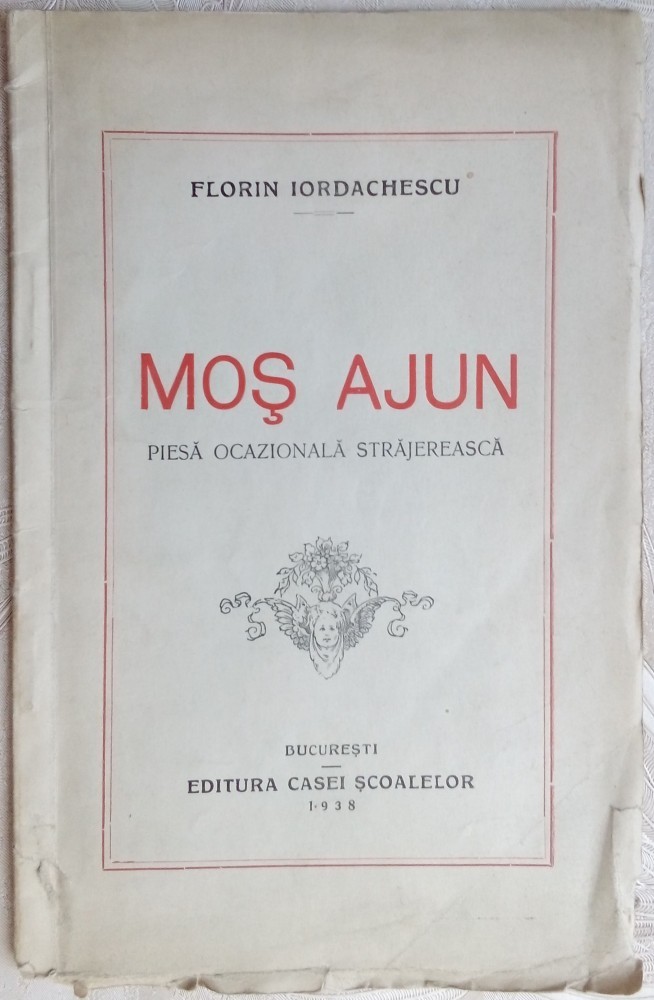 FLORIN IORDACHESCU
MOŞ AJUN
PIESĂ OCAZIONALĂ STRĂJEREASCĂ
BUCUREŞTI
EDITURA CASEI ŞCOALELOR
1938